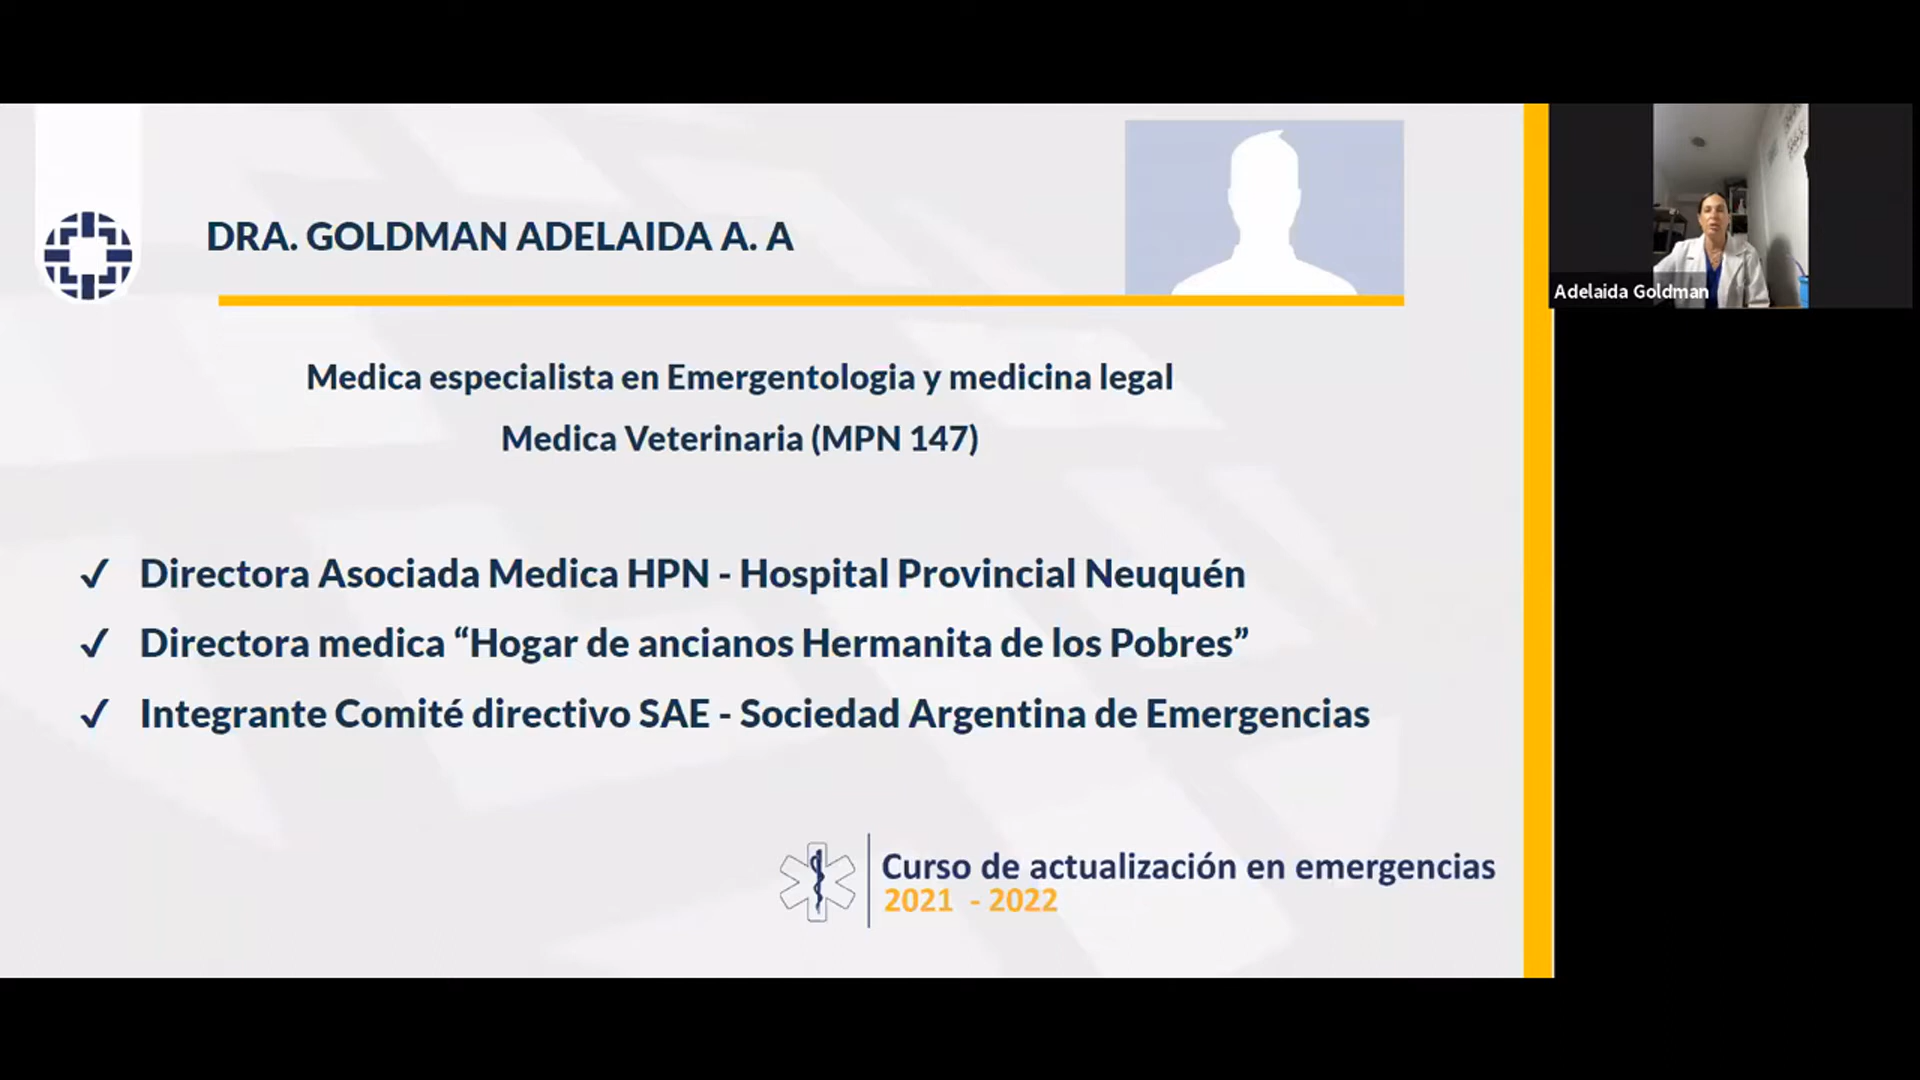 DRA. GOLDMAN ADELAIDA A. A
Adelaida Goldman
Medica especialista en Emergentologia y medicina legal
Medica Veterinaria (MPN 147)
✓ Directora Asociada Medica HPN - Hospital Provincial Neuquén
✓ Directora medica “Hogar de ancianos Hermanita de los Pobres”
✓ Integrante Comité directivo SAE - Sociedad Argentina de Emergencias
Curso de actualización en emergencias
2021 - 2022